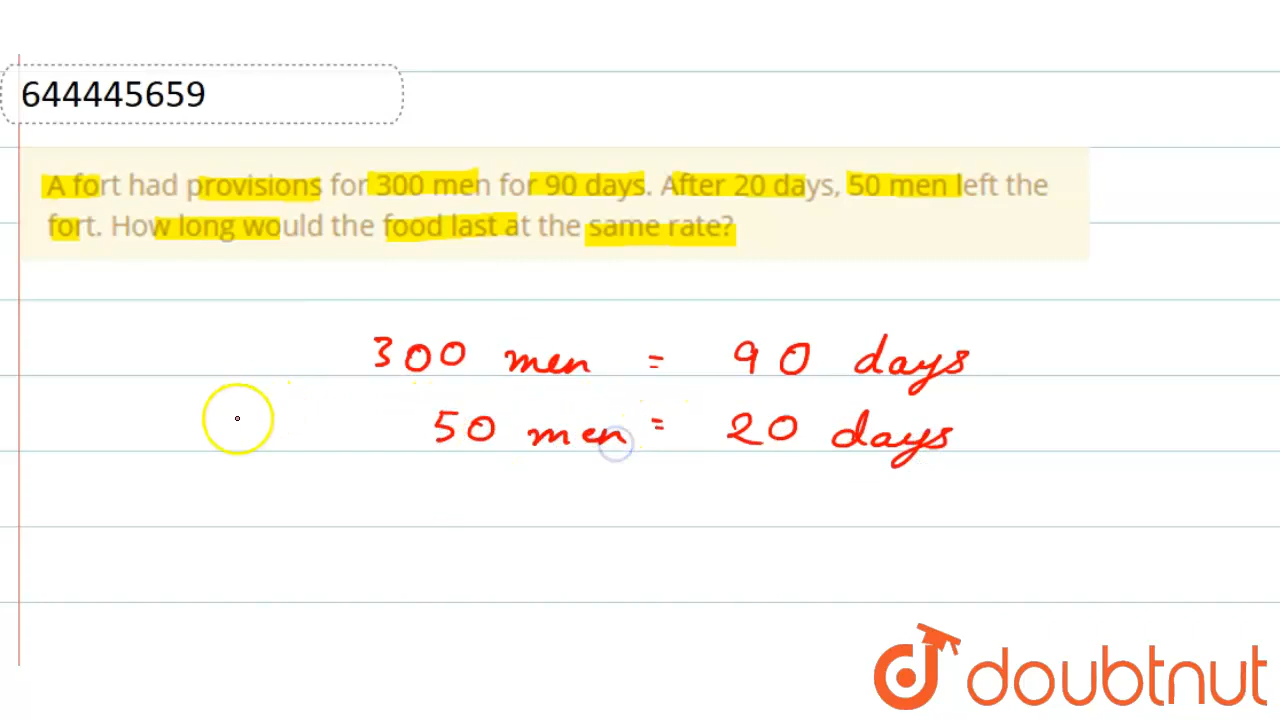 644445659
A fort had provisions for 300 men for 90 days. After 20 days, 50 men left the
fort. How long would the food last at the same rate?
300 men = 90 days
50 men = 20 days
doubtnut